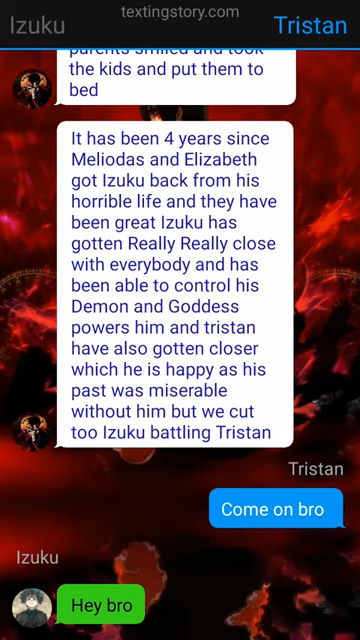 textingstory.com
Izuku
Tristan
parents smiled and took
the kids and put them to
bed
It has been 4 years since
Meliodas and Elizabeth
got Izuku back from his
horrible life and they have
been great Izuku has
gotten Really Really close
with everybody and has
been able to control his
Demon and Goddess
powers him and tristan
have also gotten closer
which he is happy as his
past was miserable
without him but we cut
too Izuku battling Tristan
Tristan
Come on bro
Izuku
Hey bro